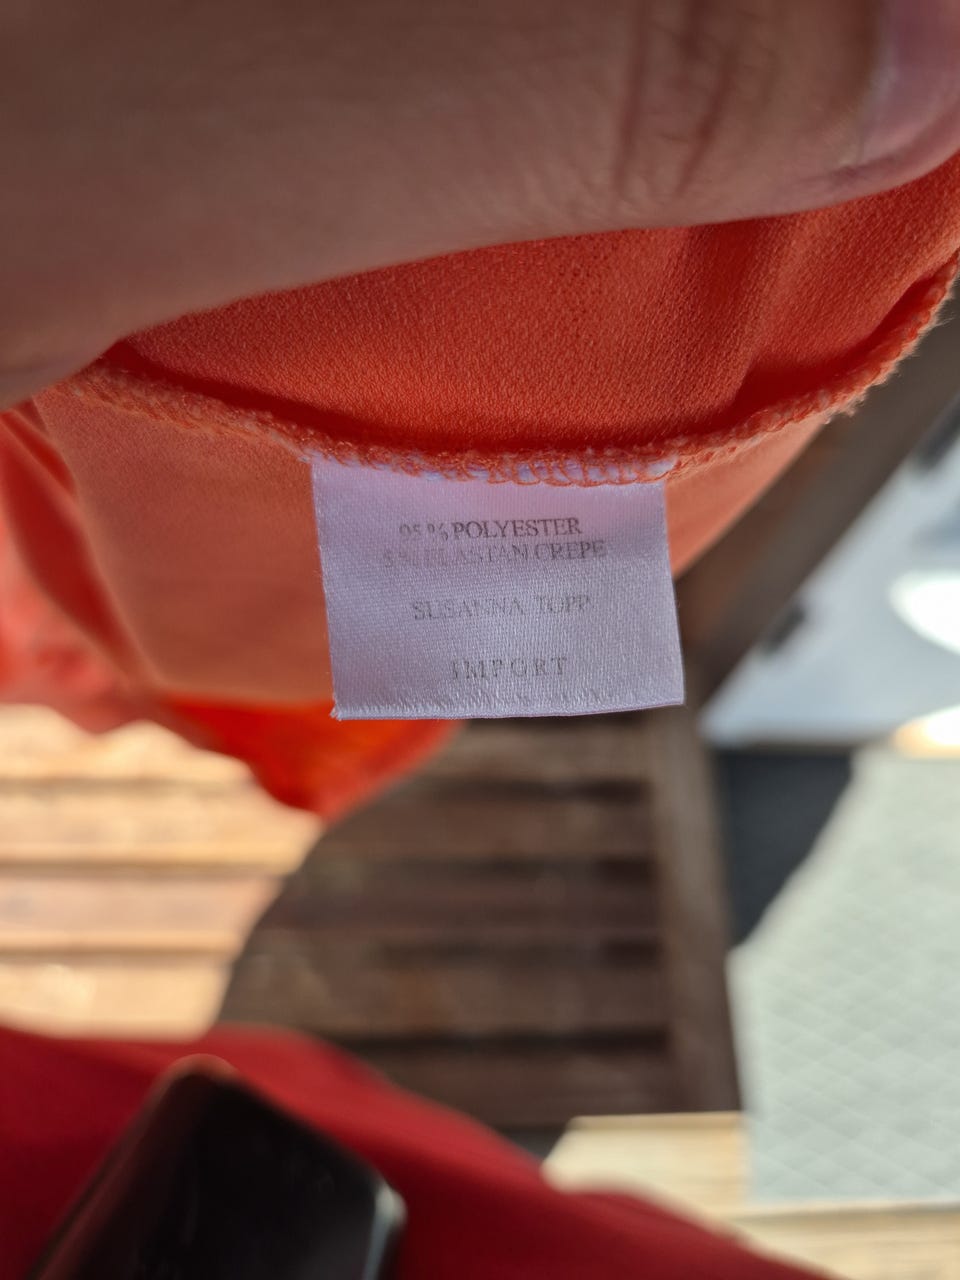 95% POLYESTER
5% ELASTAN CREPE
SUSANNA TOPP
IMPORT